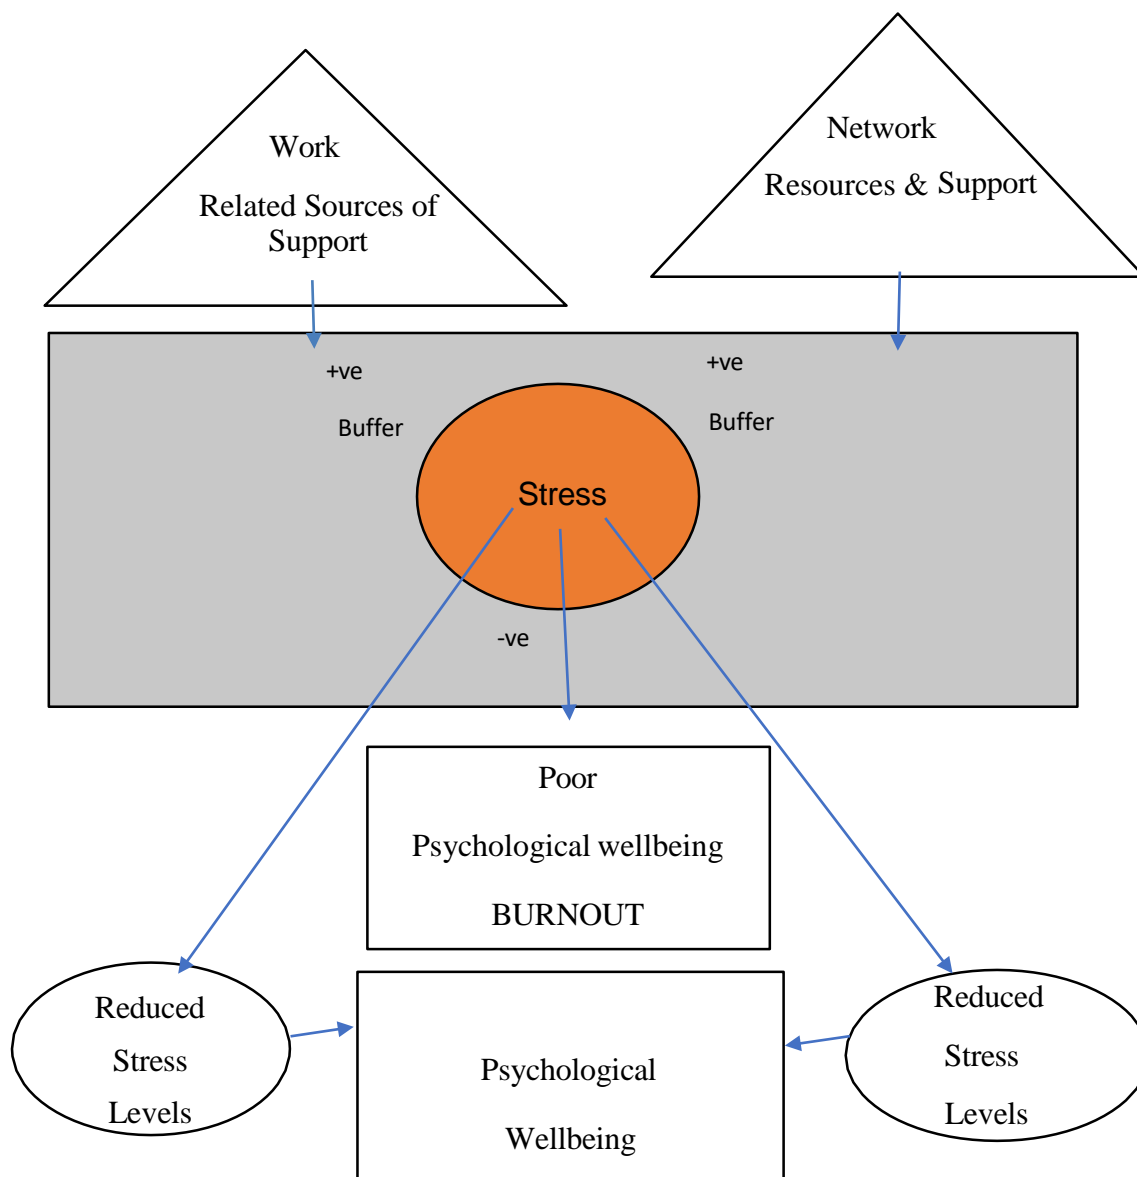 Work
Related Sources of
Support
Network
Resources & Support
+ve
Buffer
+ve
Buffer
Stress
-ve
Poor
Psychological wellbeing
BURNOUT
Reduced
Stress
Levels
Psychological
Wellbeing
Reduced
Stress
Levels